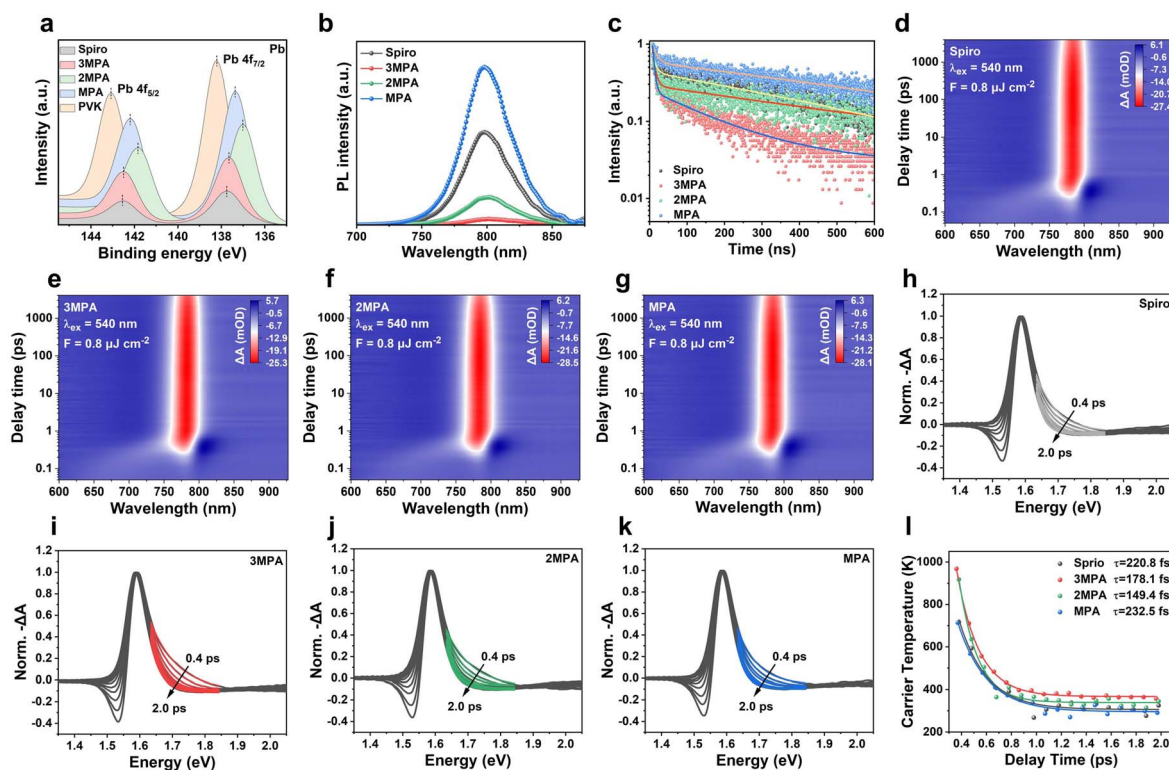 a
Pb
Spiro
3MPA
2MPA
MPA
PVK
Pb 4f7/2
Pb 4f5/2
Intensity (a.u.)
144 142 140 138 136
Binding energy (eV)
b
Spiro
3MPA
2MPA
MPA
PL intensity (a.u.)
700 750 800 850
Wavelength (nm)
c
1
0.1
0.01
Intensity (a.u.)
Spiro
3MPA
2MPA
MPA
0 100 200 300 400 500 600
Time (ns)
d
Spiro
λex = 540 nm
F = 0.8 μJ cm-2
6.1
-0.6
-7.3
-14.0
-20.7
-27.4
ΔA (mOD)
1000
100
10
1
0.1
Delay time (ps)
600 650 700 750 800 850 900
Wavelength (nm)
e
3MPA
λex = 540 nm
F = 0.8 μJ cm-2
5.7
-0.5
-6.7
-12.9
-19.1
-25.3
ΔA (mOD)
1000
100
10
1
0.1
Delay time (ps)
600 650 700 750 800 850 900
Wavelength (nm)
f
2MPA
λex = 540 nm
F = 0.8 μJ cm-2
6.2
-0.7
-7.7
-14.6
-21.6
-28.5
ΔA (mOD)
1000
100
10
1
0.1
Delay time (ps)
600 650 700 750 800 850 900
Wavelength (nm)
g
MPA
λex = 540 nm
F = 0.8 μJ cm-2
6.3
-0.5
-7.4
-14.3
-21.2
-28.1
ΔA (mOD)
1000
100
10
1
0.1
Delay time (ps)
600 650 700 750 800 850 900
Wavelength (nm)
h
Spiro
1.0
0.8
0.6
0.4
0.2
0.0
-0.2
-0.4
Norm. -ΔA
0.4 ps
2.0 ps
1.4 1.5 1.6 1.7 1.8 1.9 2.0
Energy (eV)
i
3MPA
1.0
0.8
0.6
0.4
0.2
0.0
-0.2
-0.4
Norm. -ΔA
0.4 ps
2.0 ps
1.4 1.5 1.6 1.7 1.8 1.9 2.0
Energy (eV)
j
2MPA
1.0
0.8
0.6
0.4
0.2
0.0
-0.2
-0.4
Norm. -ΔA
0.4 ps
2.0 ps
1.4 1.5 1.6 1.7 1.8 1.9 2.0
Energy (eV)
k
MPA
1.0
0.8
0.6
0.4
0.2
0.0
-0.2
-0.4
Norm. -ΔA
0.4 ps
2.0 ps
1.4 1.5 1.6 1.7 1.8 1.9 2.0
Energy (eV)
l
Sprio τ=220.8 fs
3MPA τ=178.1 fs
2MPA τ=149.4 fs
MPA τ=232.5 fs
1000
800
600
400
200
Carrier Temperature (K)
0.4 0.6 0.8 1.0 1.2 1.4 1.6 1.8 2.0
Delay Time (ps)